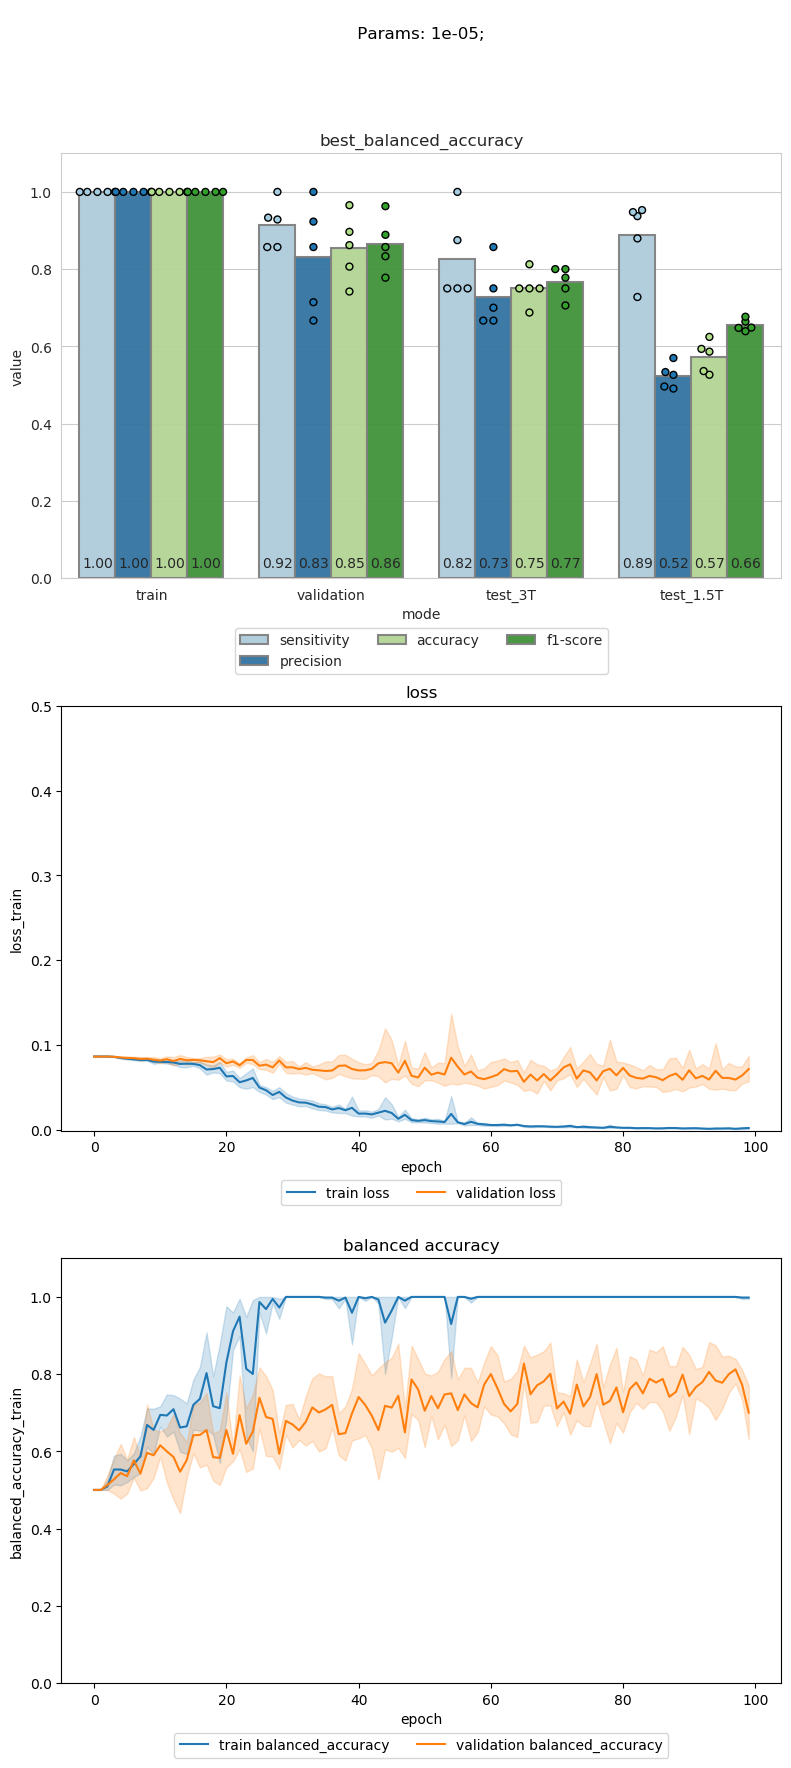 Params: 1e-05;
best_balanced_accuracy
value
1.0
0.8
0.6
0.4
0.2
0.0
1.00 1.00 1.00 1.00 0.92 0.83 0.85 0.86 0.82 0.73 0.75 0.77 0.89 0.52 0.57 0.66
train validation test_3T test_1.5T
mode
sensitivity accuracy f1-score
precision
loss
loss_train
0.5
0.4
0.3
0.2
0.1
0.0
0 20 40 60 80 100
epoch
train loss validation loss
balanced accuracy
balanced_accuracy_train
1.0
0.8
0.6
0.4
0.2
0.0
0 20 40 60 80 100
epoch
train balanced_accuracy validation balanced_accuracy